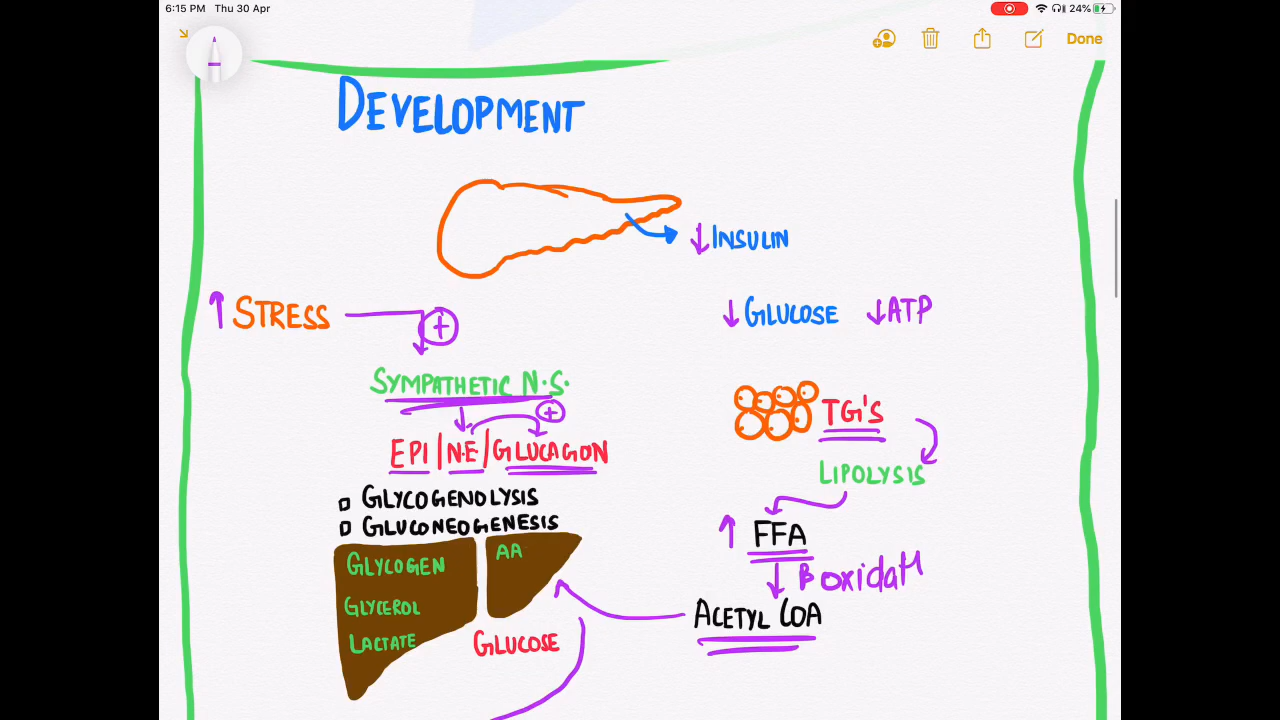 6:15 PM Thu 30 Apr
24%
Done
DEVELOPMENT
↓ INSULIN
↑ STRESS
+
↓ GLUCOSE ↓ ATP
SYMPATHETIC N.S.
+
EPI / N.E / GLUCAGON
TG'S
LIPOLYSIS
GLYCOGENOLYSIS
GLUCONEOGENESIS
↑ FFA
β oxidatn
ACETYL COA
GLYCOGEN
AA
GLYCEROL
LACTATE
GLUCOSE